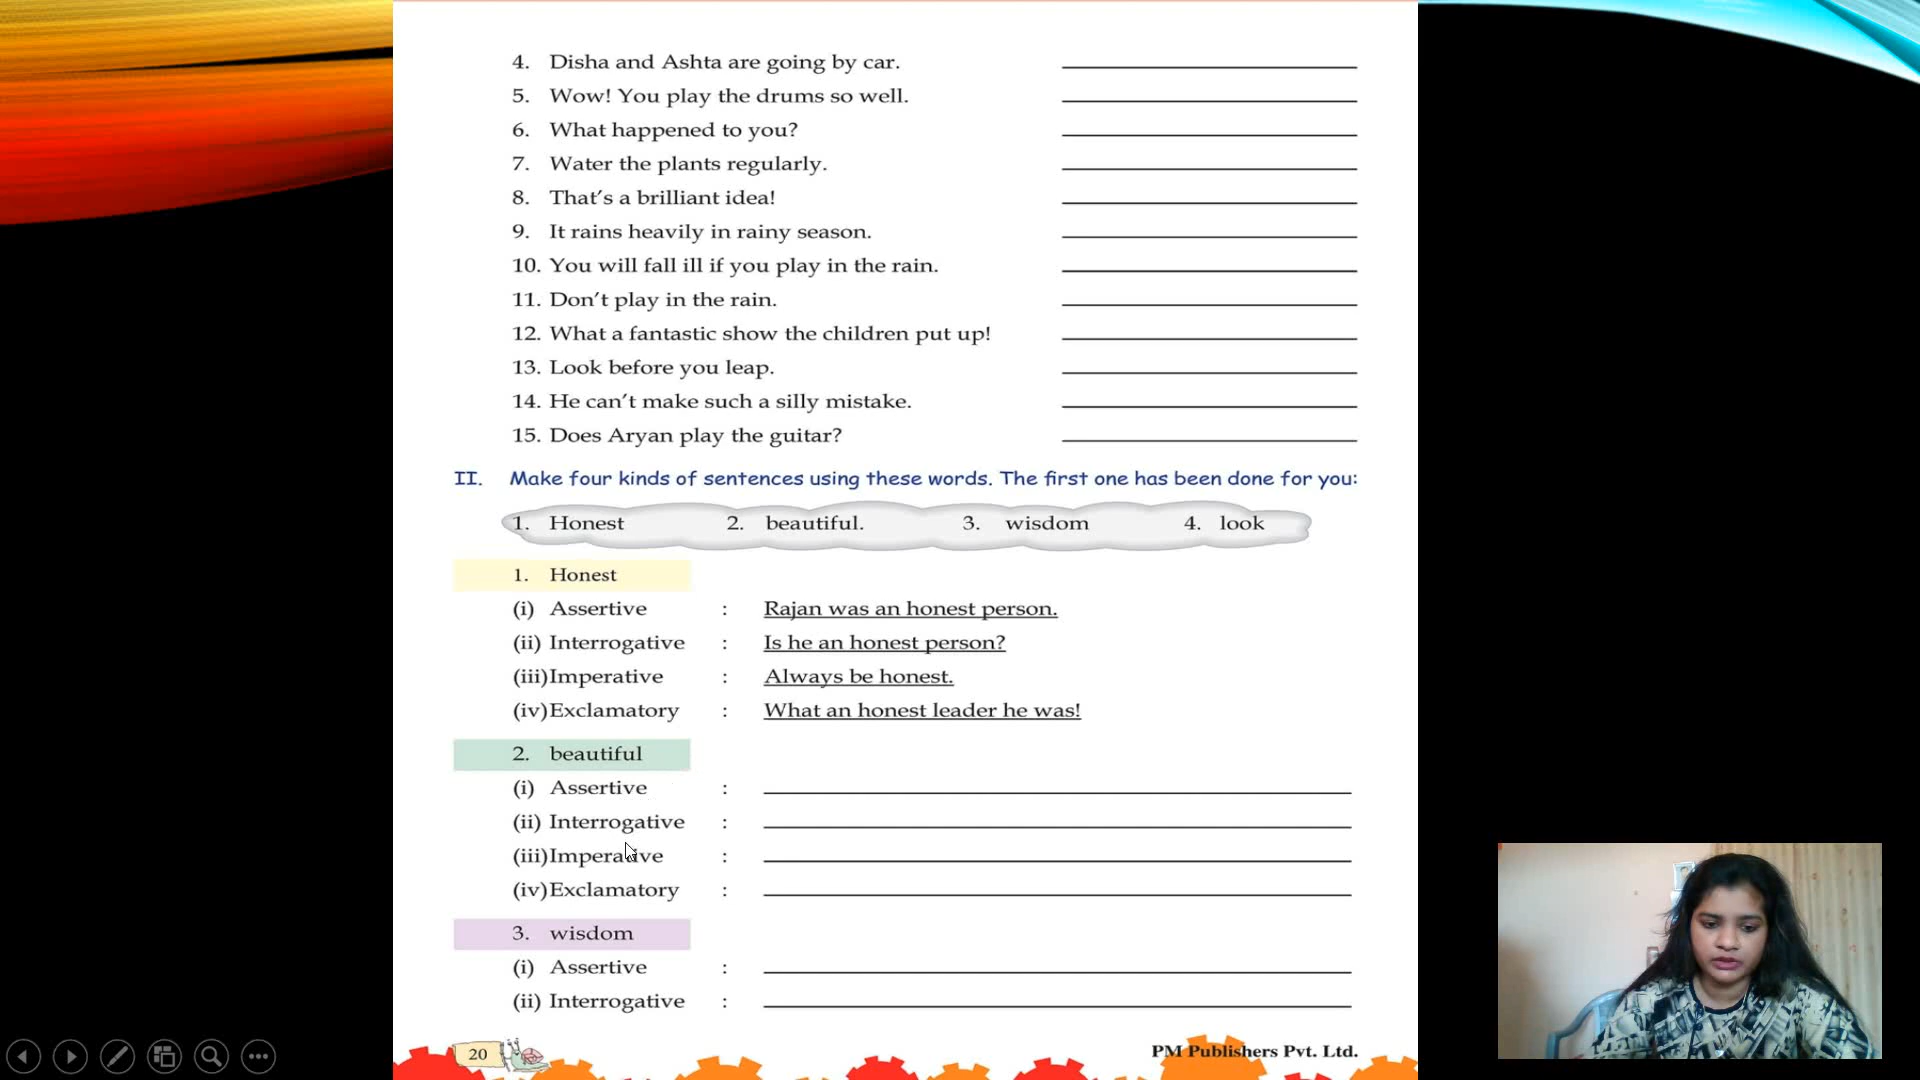 4. Disha and Ashta are going by car.
5. Wow! You play the drums so well.
6. What happened to you?
7. Water the plants regularly.
8. That's a brilliant idea!
9. It rains heavily in rainy season.
10. You will fall ill if you play in the rain.
11. Don't play in the rain.
12. What a fantastic show the children put up!
13. Look before you leap.
14. He can't make such a silly mistake.
15. Does Aryan play the guitar?
II. Make four kinds of sentences using these words. The first one has been done for you:
1. Honest 2. beautiful. 3. wisdom 4. look
1. Honest
(i) Assertive : Rajan was an honest person.
(ii) Interrogative : Is he an honest person?
(iii) Imperative : Always be honest.
(iv) Exclamatory : What an honest leader he was!
2. beautiful
(i) Assertive :
(ii) Interrogative :
(iii) Imperative :
(iv) Exclamatory :
3. wisdom
(i) Assertive :
(ii) Interrogative :
20 PM Publishers Pvt. Ltd.